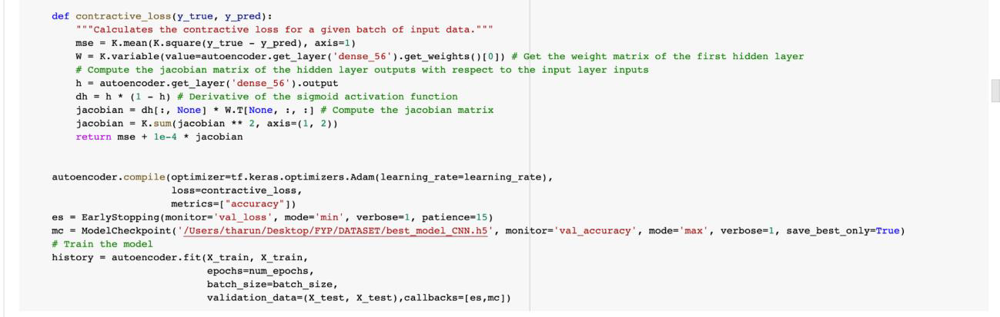 def contractive_loss(y_true, y_pred):
"""Calculates the contractive loss for a given batch of input data."""
mse = K.mean(K.square(y_true - y_pred), axis=1)
W = K.variable(value=autoencoder.get_layer('dense_56').get_weights()[0]) # Get the weight matrix of the first hidden layer
# Compute the jacobian matrix of the hidden layer outputs with respect to the input layer inputs
h = autoencoder.get_layer('dense_56').output
dh = h * (1 - h) # Derivative of the sigmoid activation function
jacobian = dh[:, None] * W.T[None, :, :] # Compute the jacobian matrix
jacobian = K.sum(jacobian ** 2, axis=(1, 2))
return mse + 1e-4 * jacobian
autoencoder.compile(optimizer=tf.keras.optimizers.Adam(learning_rate=learning_rate),
loss=contractive_loss,
metrics=["accuracy"])
es = EarlyStopping(monitor='val_loss', mode='min', verbose=1, patience=15)
mc = ModelCheckpoint('/Users/tharun/Desktop/FYP/DATASET/best_model_CNN.h5', monitor='val_accuracy', mode='max', verbose=1, save_best_only=True)
# Train the model
history = autoencoder.fit(X_train, X_train,
epochs=num_epochs,
batch_size=batch_size,
validation_data=(X_test, X_test),callbacks=[es,mc])